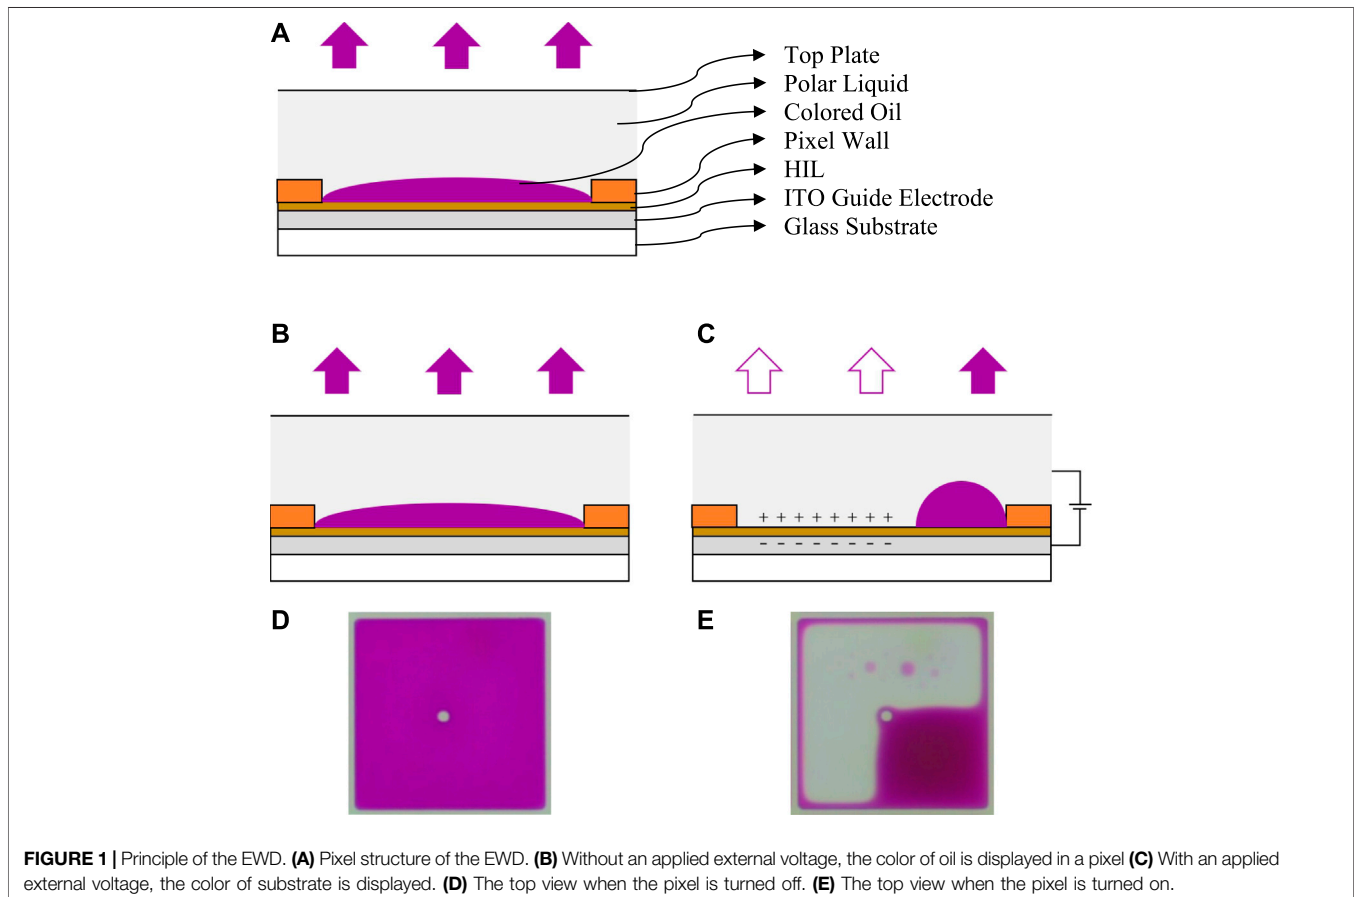 A
Top Plate
Polar Liquid
Colored Oil
Pixel Wall
HIL
ITO Guide Electrode
Glass Substrate
B
C
+ + + + + + + +
- - - - - - - -
D
E
FIGURE 1 | Principle of the EWD. (A) Pixel structure of the EWD. (B) Without an applied external voltage, the color of oil is displayed in a pixel (C) With an applied
external voltage, the color of substrate is displayed. (D) The top view when the pixel is turned off. (E) The top view when the pixel is turned on.